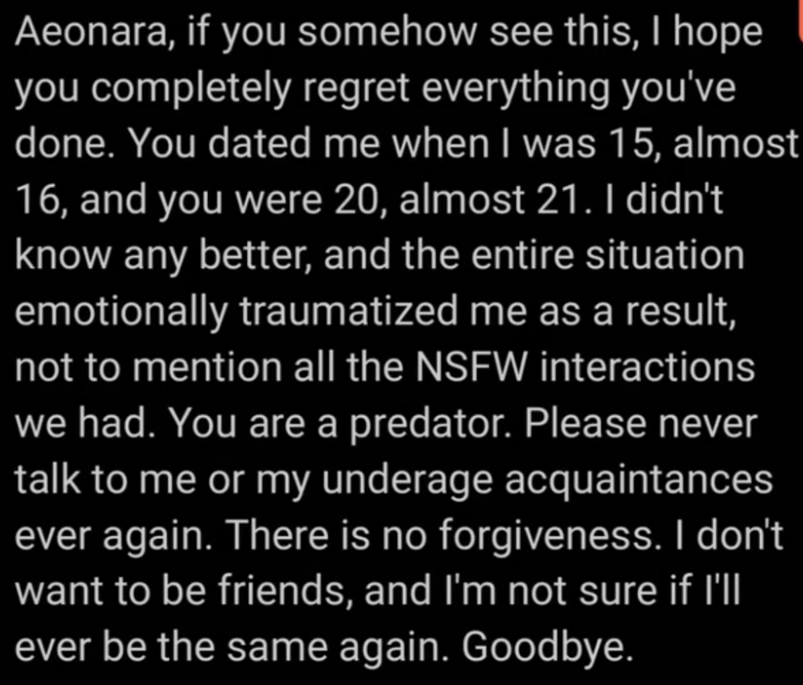 Aeonara, if you somehow see this, I hope
you completely regret everything you've
done. You dated me when I was 15, almost
16, and you were 20, almost 21. I didn't
know any better, and the entire situation
emotionally traumatized me as a result,
not to mention all the NSFW interactions
we had. You are a predator. Please never
talk to me or my underage acquaintances
ever again. There is no forgiveness. I don't
want to be friends, and I'm not sure if I'll
ever be the same again. Goodbye.